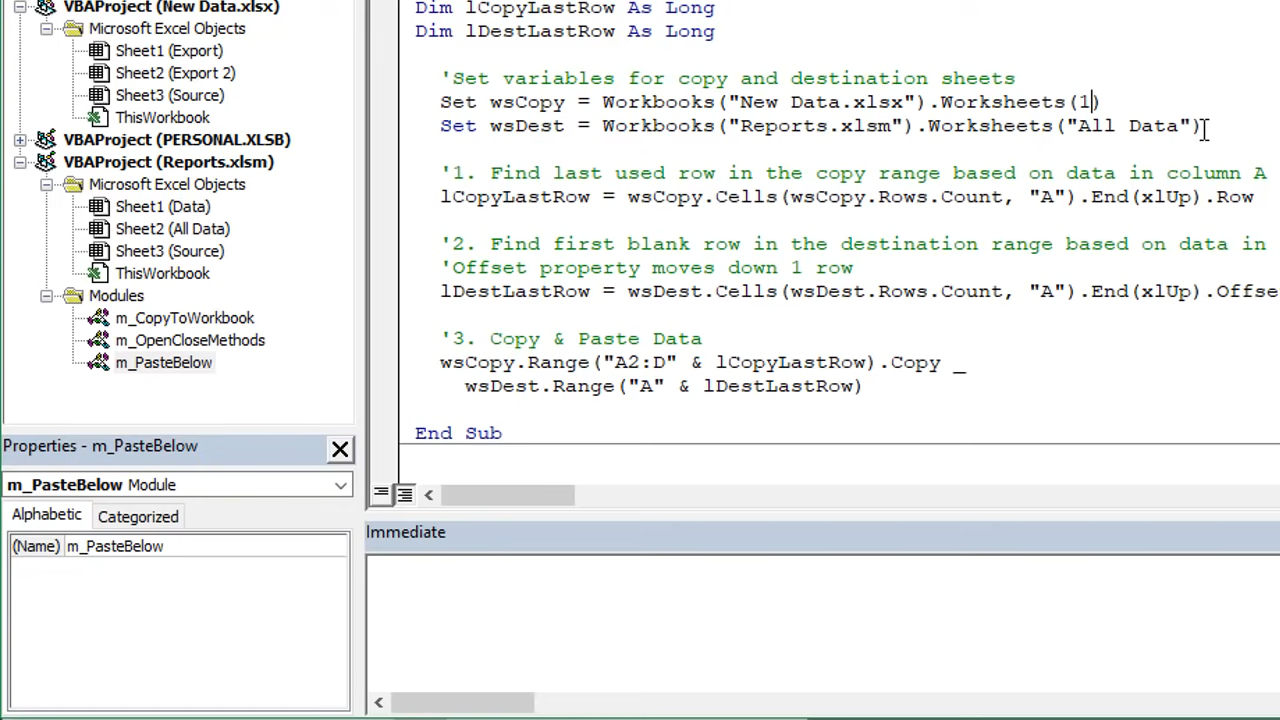 VBAProject (New Data.xlsx)
Microsoft Excel Objects
Sheet1 (Export)
Sheet2 (Export 2)
Sheet3 (Source)
ThisWorkbook
VBAProject (PERSONAL.XLSB)
VBAProject (Reports.xlsm)
Microsoft Excel Objects
Sheet1 (Data)
Sheet2 (All Data)
Sheet3 (Source)
ThisWorkbook
Modules
m_CopyToWorkbook
m_OpenCloseMethods
m_PasteBelow
Properties - m_PasteBelow
m_PasteBelow Module
Alphabetic Categorized
(Name) m_PasteBelow
Dim lCopyLastRow As Long
Dim lDestLastRow As Long
'Set variables for copy and destination sheets
Set wsCopy = Workbooks("New Data.xlsx").Worksheets(1)
Set wsDest = Workbooks("Reports.xlsm").Worksheets("All Data")
'1. Find last used row in the copy range based on data in column A
lCopyLastRow = wsCopy.Cells(wsCopy.Rows.Count, "A").End(xlUp).Row
'2. Find first blank row in the destination range based on data in
'Offset property moves down 1 row
lDestLastRow = wsDest.Cells(wsDest.Rows.Count, "A").End(xlUp).Offse
'3. Copy & Paste Data
wsCopy.Range("A2:D" & lCopyLastRow).Copy _
wsDest.Range("A" & lDestLastRow)
End Sub
Immediate